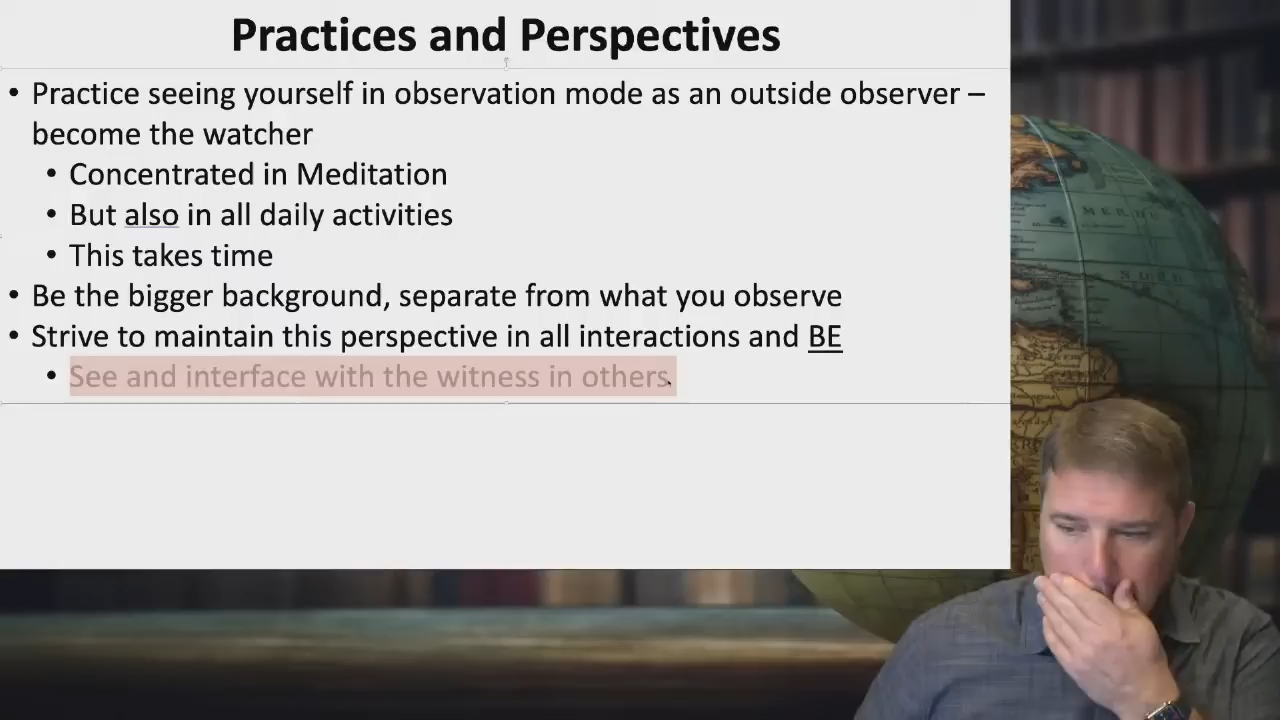 Practices and Perspectives
• Practice seeing yourself in observation mode as an outside observer –
become the watcher
• Concentrated in Meditation
• But also in all daily activities
• This takes time
• Be the bigger background, separate from what you observe
• Strive to maintain this perspective in all interactions and BE
• See and interface with the witness in others.